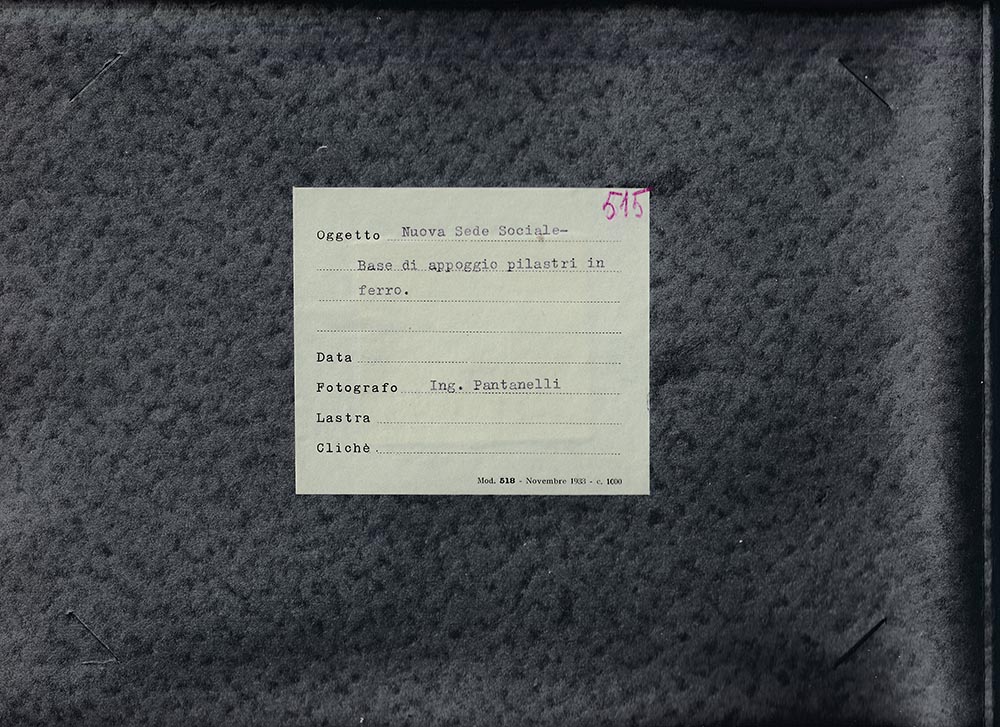 515
Oggetto Nuova Sede Sociale-
Base di appoggio pilastri in
ferro.
Data
Fotografo Ing. Pantanelli
Lastra
Clichè
Mod. 518 - Novembre 1933 - c. 1000